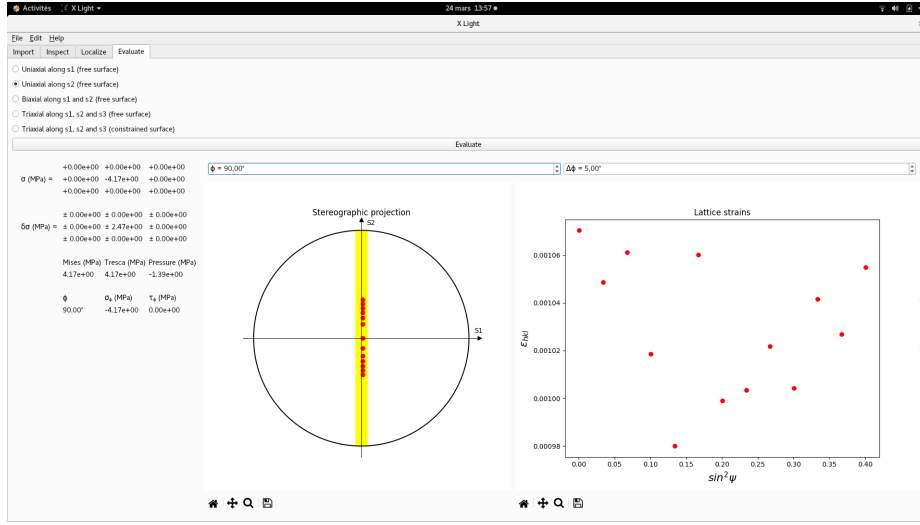 Activités X Light 24 mars 13:57
X Light
File Edit Help
Import Inspect Localize Evaluate
Uniaxial along s1 (free surface)
Uniaxial along s2 (free surface)
Biaxial along s1 and s2 (free surface)
Triaxial along s1, s2 and s3 (free surface)
Triaxial along s1, s2 and s3 (constrained surface)
Evaluate
ϕ = 90,00° Δϕ = 5,00°
+0.00e+00 +0.00e+00 +0.00e+00
σ (MPa) = +0.00e+00 -4.17e+00 +0.00e+00
+0.00e+00 +0.00e+00 +0.00e+00
± 0.00e+00 ± 0.00e+00 ± 0.00e+00
δσ (MPa) = ± 0.00e+00 ± 2.47e+00 ± 0.00e+00
± 0.00e+00 ± 0.00e+00 ± 0.00e+00
Mises (MPa) Tresca (MPa) Pressure (MPa)
4.17e+00 4.17e+00 -1.39e+00
ϕ σϕ (MPa) τϕ (MPa)
90.00° -4.17e+00 0.00e+00
Stereographic projection
S2
S1
Lattice strains
0.00106
0.00104
0.00102
0.00100
0.00098
εhkl
0.00 0.05 0.10 0.15 0.20 0.25 0.30 0.35 0.40
sin²ψ